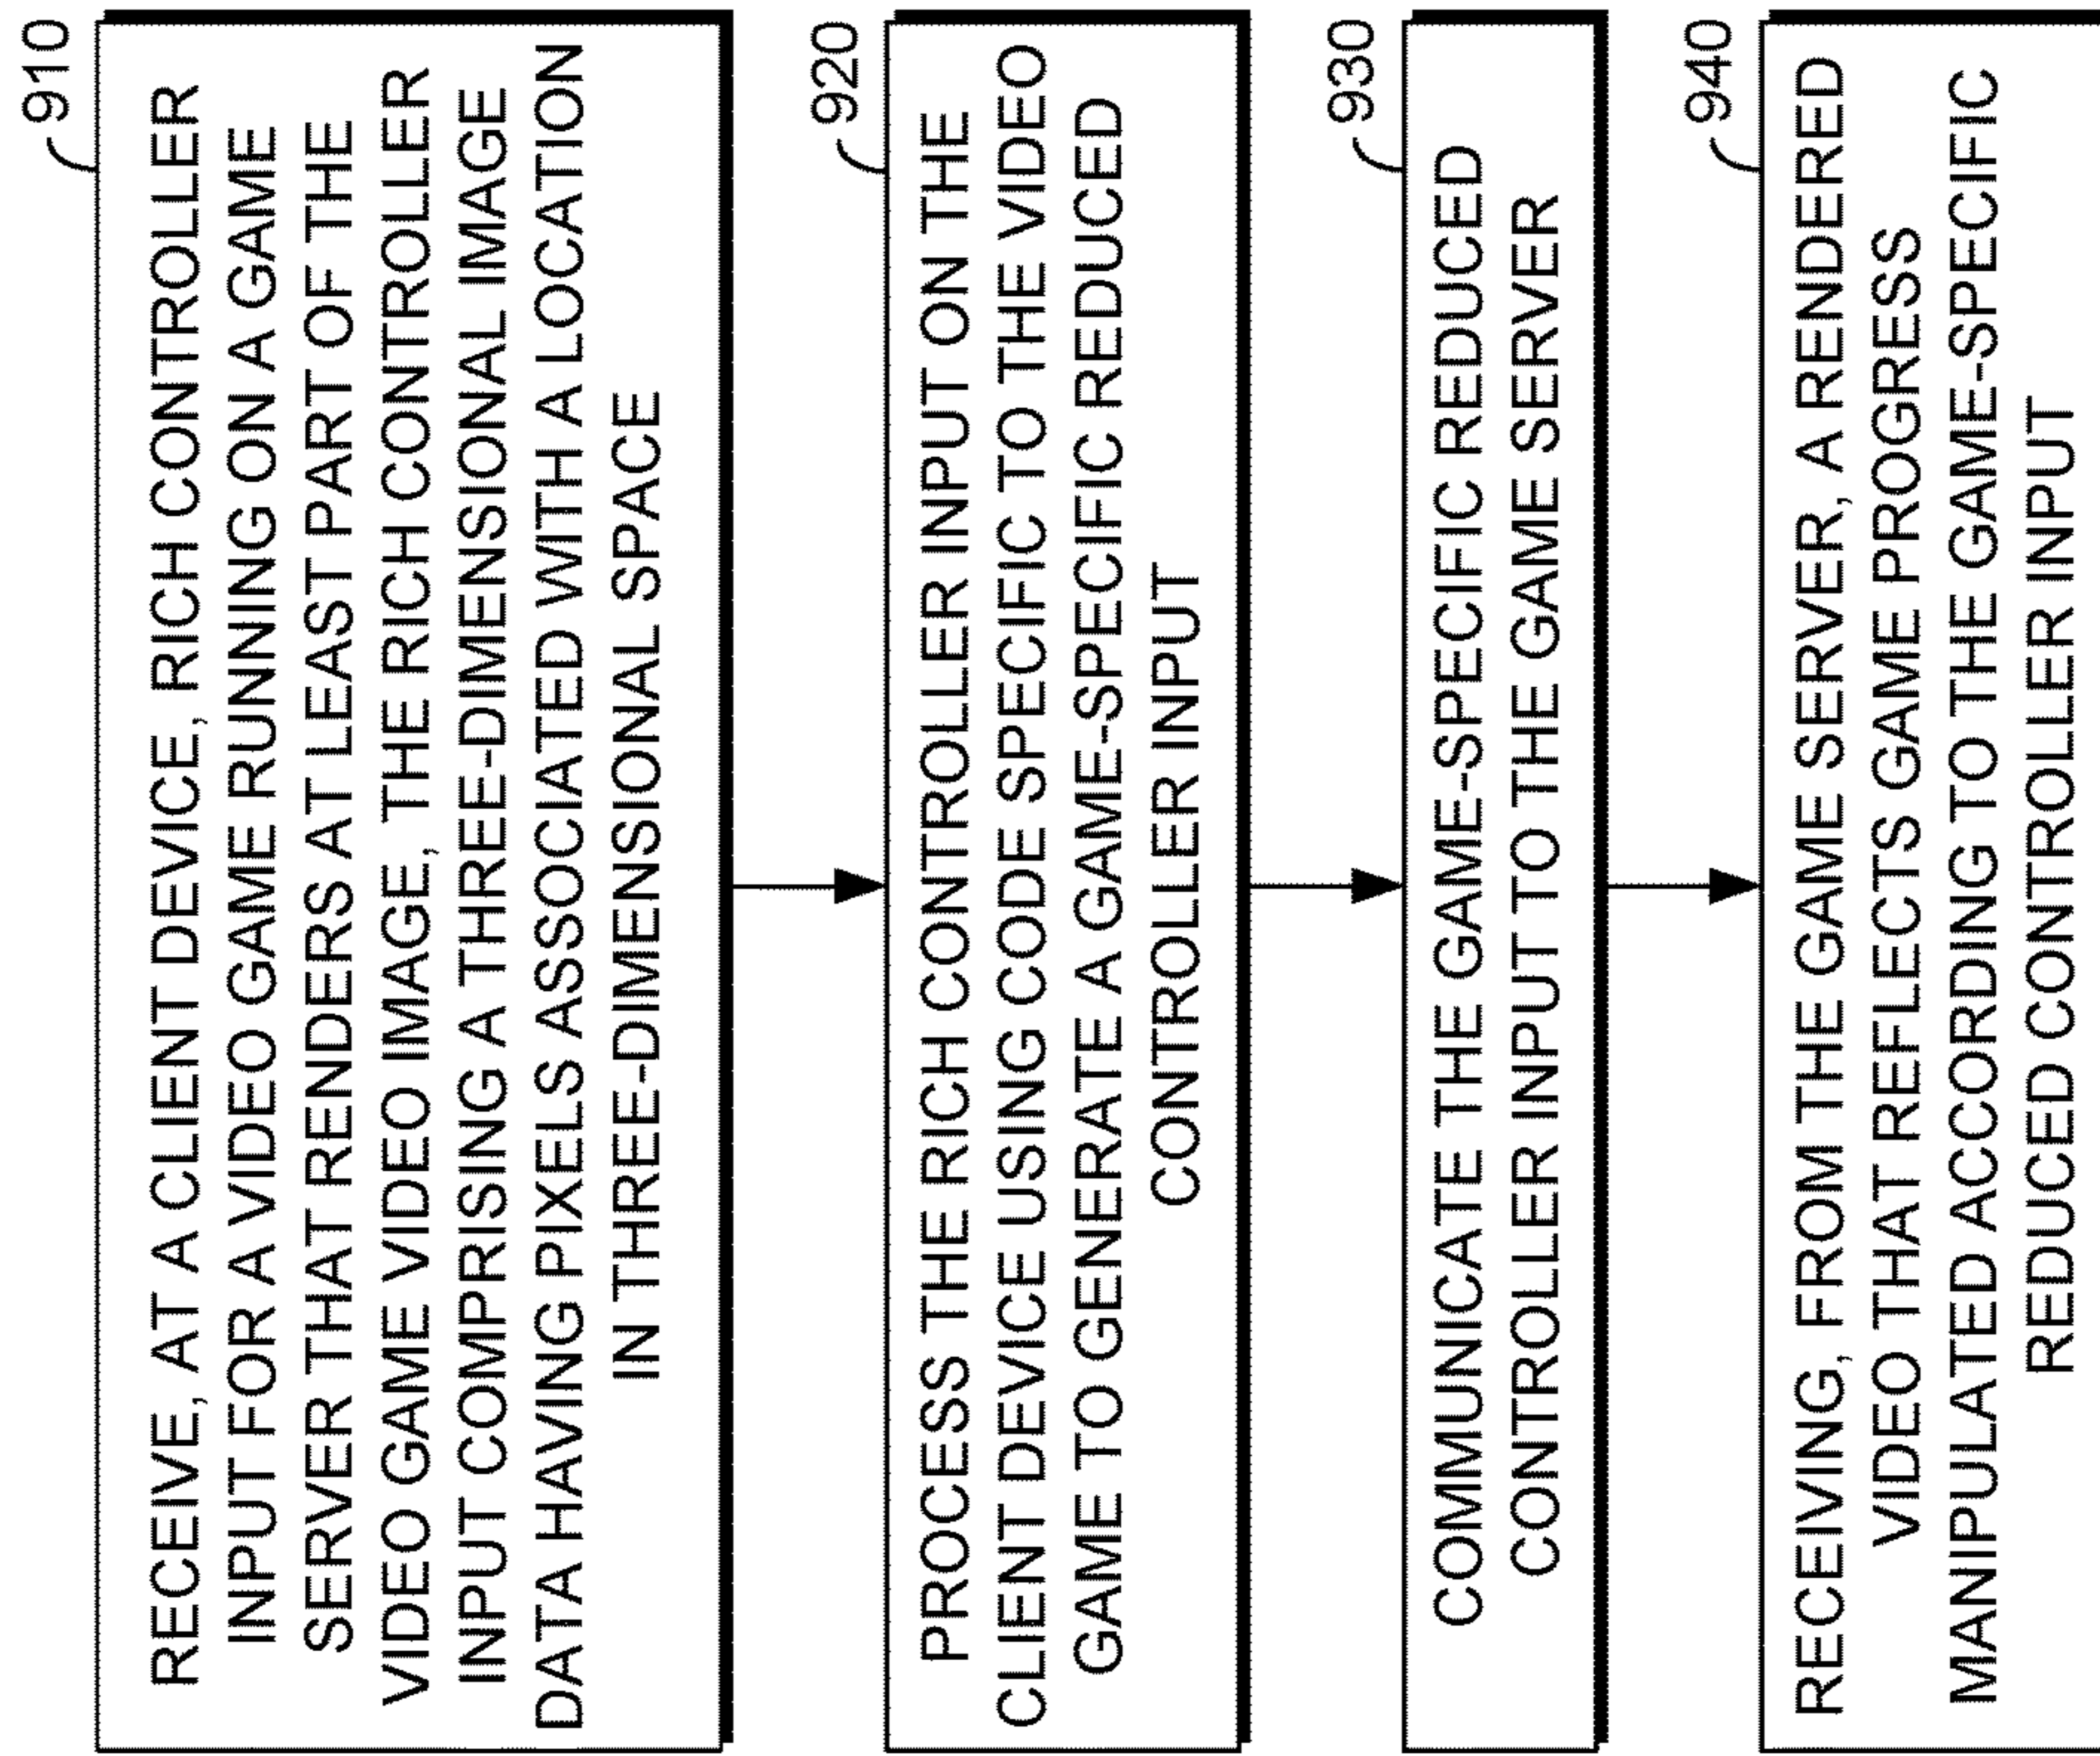 910
RECEIVE, AT A CLIENT DEVICE, RICH CONTROLLER
INPUT FOR A VIDEO GAME RUNNING ON A GAME
SERVER THAT RENDERS AT LEAST PART OF THE
VIDEO GAME VIDEO IMAGE, THE RICH CONTROLLER
INPUT COMPRISING A THREE-DIMENSIONAL IMAGE
DATA HAVING PIXELS ASSOCIATED WITH A LOCATION
IN THREE-DIMENSIONAL SPACE
920
PROCESS THE RICH CONTROLLER INPUT ON THE
CLIENT DEVICE USING CODE SPECIFIC TO THE VIDEO
GAME TO GENERATE A GAME-SPECIFIC REDUCED
CONTROLLER INPUT
930
COMMUNICATE THE GAME-SPECIFIC REDUCED
CONTROLLER INPUT TO THE GAME SERVER
940
RECEIVING, FROM THE GAME SERVER, A RENDERED
VIDEO THAT REFLECTS GAME PROGRESS
MANIPULATED ACCORDING TO THE GAME-SPECIFIC
REDUCED CONTROLLER INPUT